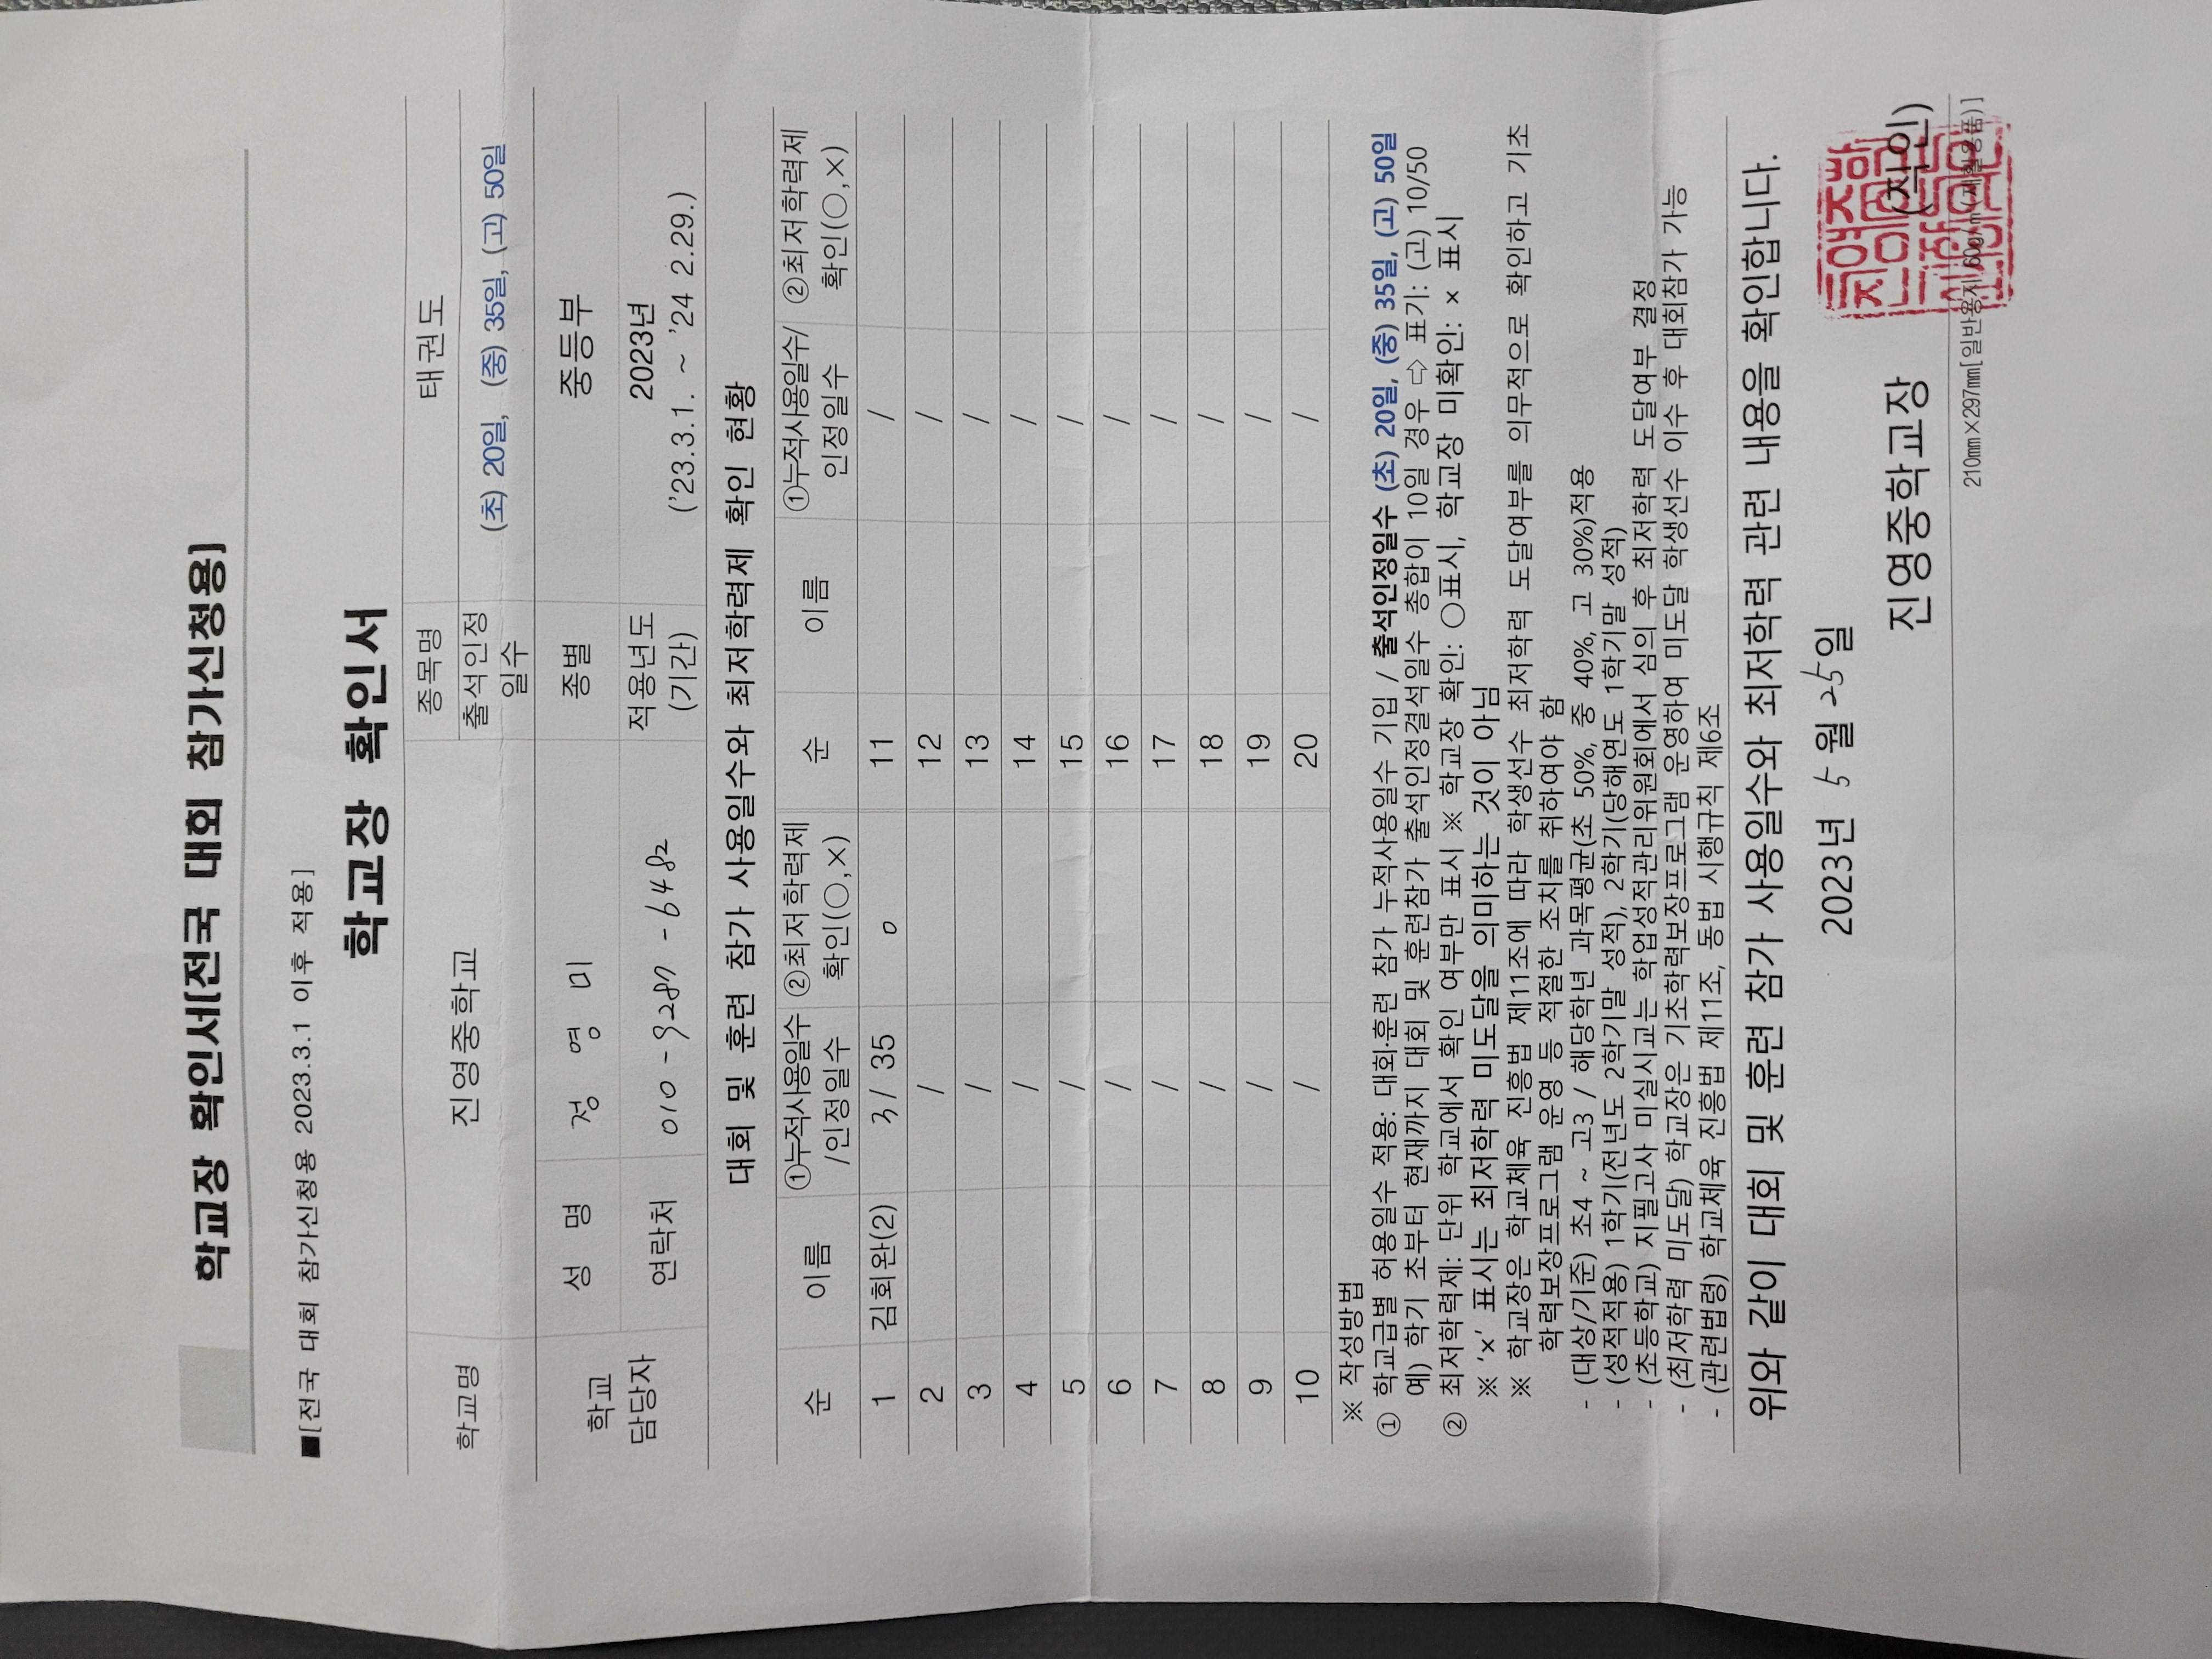 학교장 확인서[전국 대회 참가신청용]
■[전국 대회 참가신청용 2023.3.1 이후 적용]
학교장 확인서
학교명 진영중학교 종목명 태권도
출석인정 일수 (초) 20일, (중) 35일, (고) 50일
학교 담당자 성 명 정 영 미 종별 중등부
연락처 010-9287-6482 적용년도 (기간) 2023년 ('23.3.1. ~ '24 2.29.)
대회 및 훈련 참가 사용일수와 최저학력제 확인 현황
순 이름 ①누적사용일수/인정일수 ②최저학력제 확인(○,×) 순 이름 ①누적사용일수/인정일수 ②최저학력제 확인(○,×)
1 김회완(2) 3/ 35 o 11 /
2 / 12 /
3 / 13 /
4 / 14 /
5 / 15 /
6 / 16 /
7 / 17 /
8 / 18 /
9 / 19 /
10 / 20 /
※ 작성방법
① 학교급별 허용일수 적용: 대회·훈련 참가 누적사용일수 기입 / 출석인정일수 (초) 20일, (중) 35일, (고) 50일
예) 학기 초부터 현재까지 대회 및 훈련참가 출석인정결석일수 총합이 10일 경우 ⇨ 표기: (고) 10/50
② 최저학력제: 단위 학교에서 확인 여부만 표시 ※ 학교장 확인: ○표시, 학교장 미확인: × 표시
※ '×' 표시는 최저학력 미도달을 의미하는 것이 아님
※ 학교장은 학교체육 진흥법 제11조에 따라 학생선수 최저학력 도달여부를 의무적으로 확인하고 기초
학력보장프로그램 운영 등 적절한 조치를 취하여야 함
- (대상/기준) 초4 ~ 고3 / 해당학년 과목평균(초 50%, 중 40%, 고 30%)적용
- (성적적용) 1학기(전년도 2학기말 성적), 2학기(당해연도 1학기말 성적)
- (초등학교) 지필고사 미실시교는 학업성적관리위원회에서 심의 후 최저학력 도달여부 결정
- (최저학력 미도달) 학교장은 기초학력보장프로그램 운영하여 미도달 학생선수 이수 후 대회참가 가능
- (관련법령) 학교체육 진흥법 제11조, 동법 시행규칙 제6조
위와 같이 대회 및 훈련 참가 사용일수와 최저학력 관련 내용을 확인합니다.
2023년 5 월 25일
진영중학교장 (직인)
210㎜×297㎜[일반용지 60g/㎡(재활용품)]